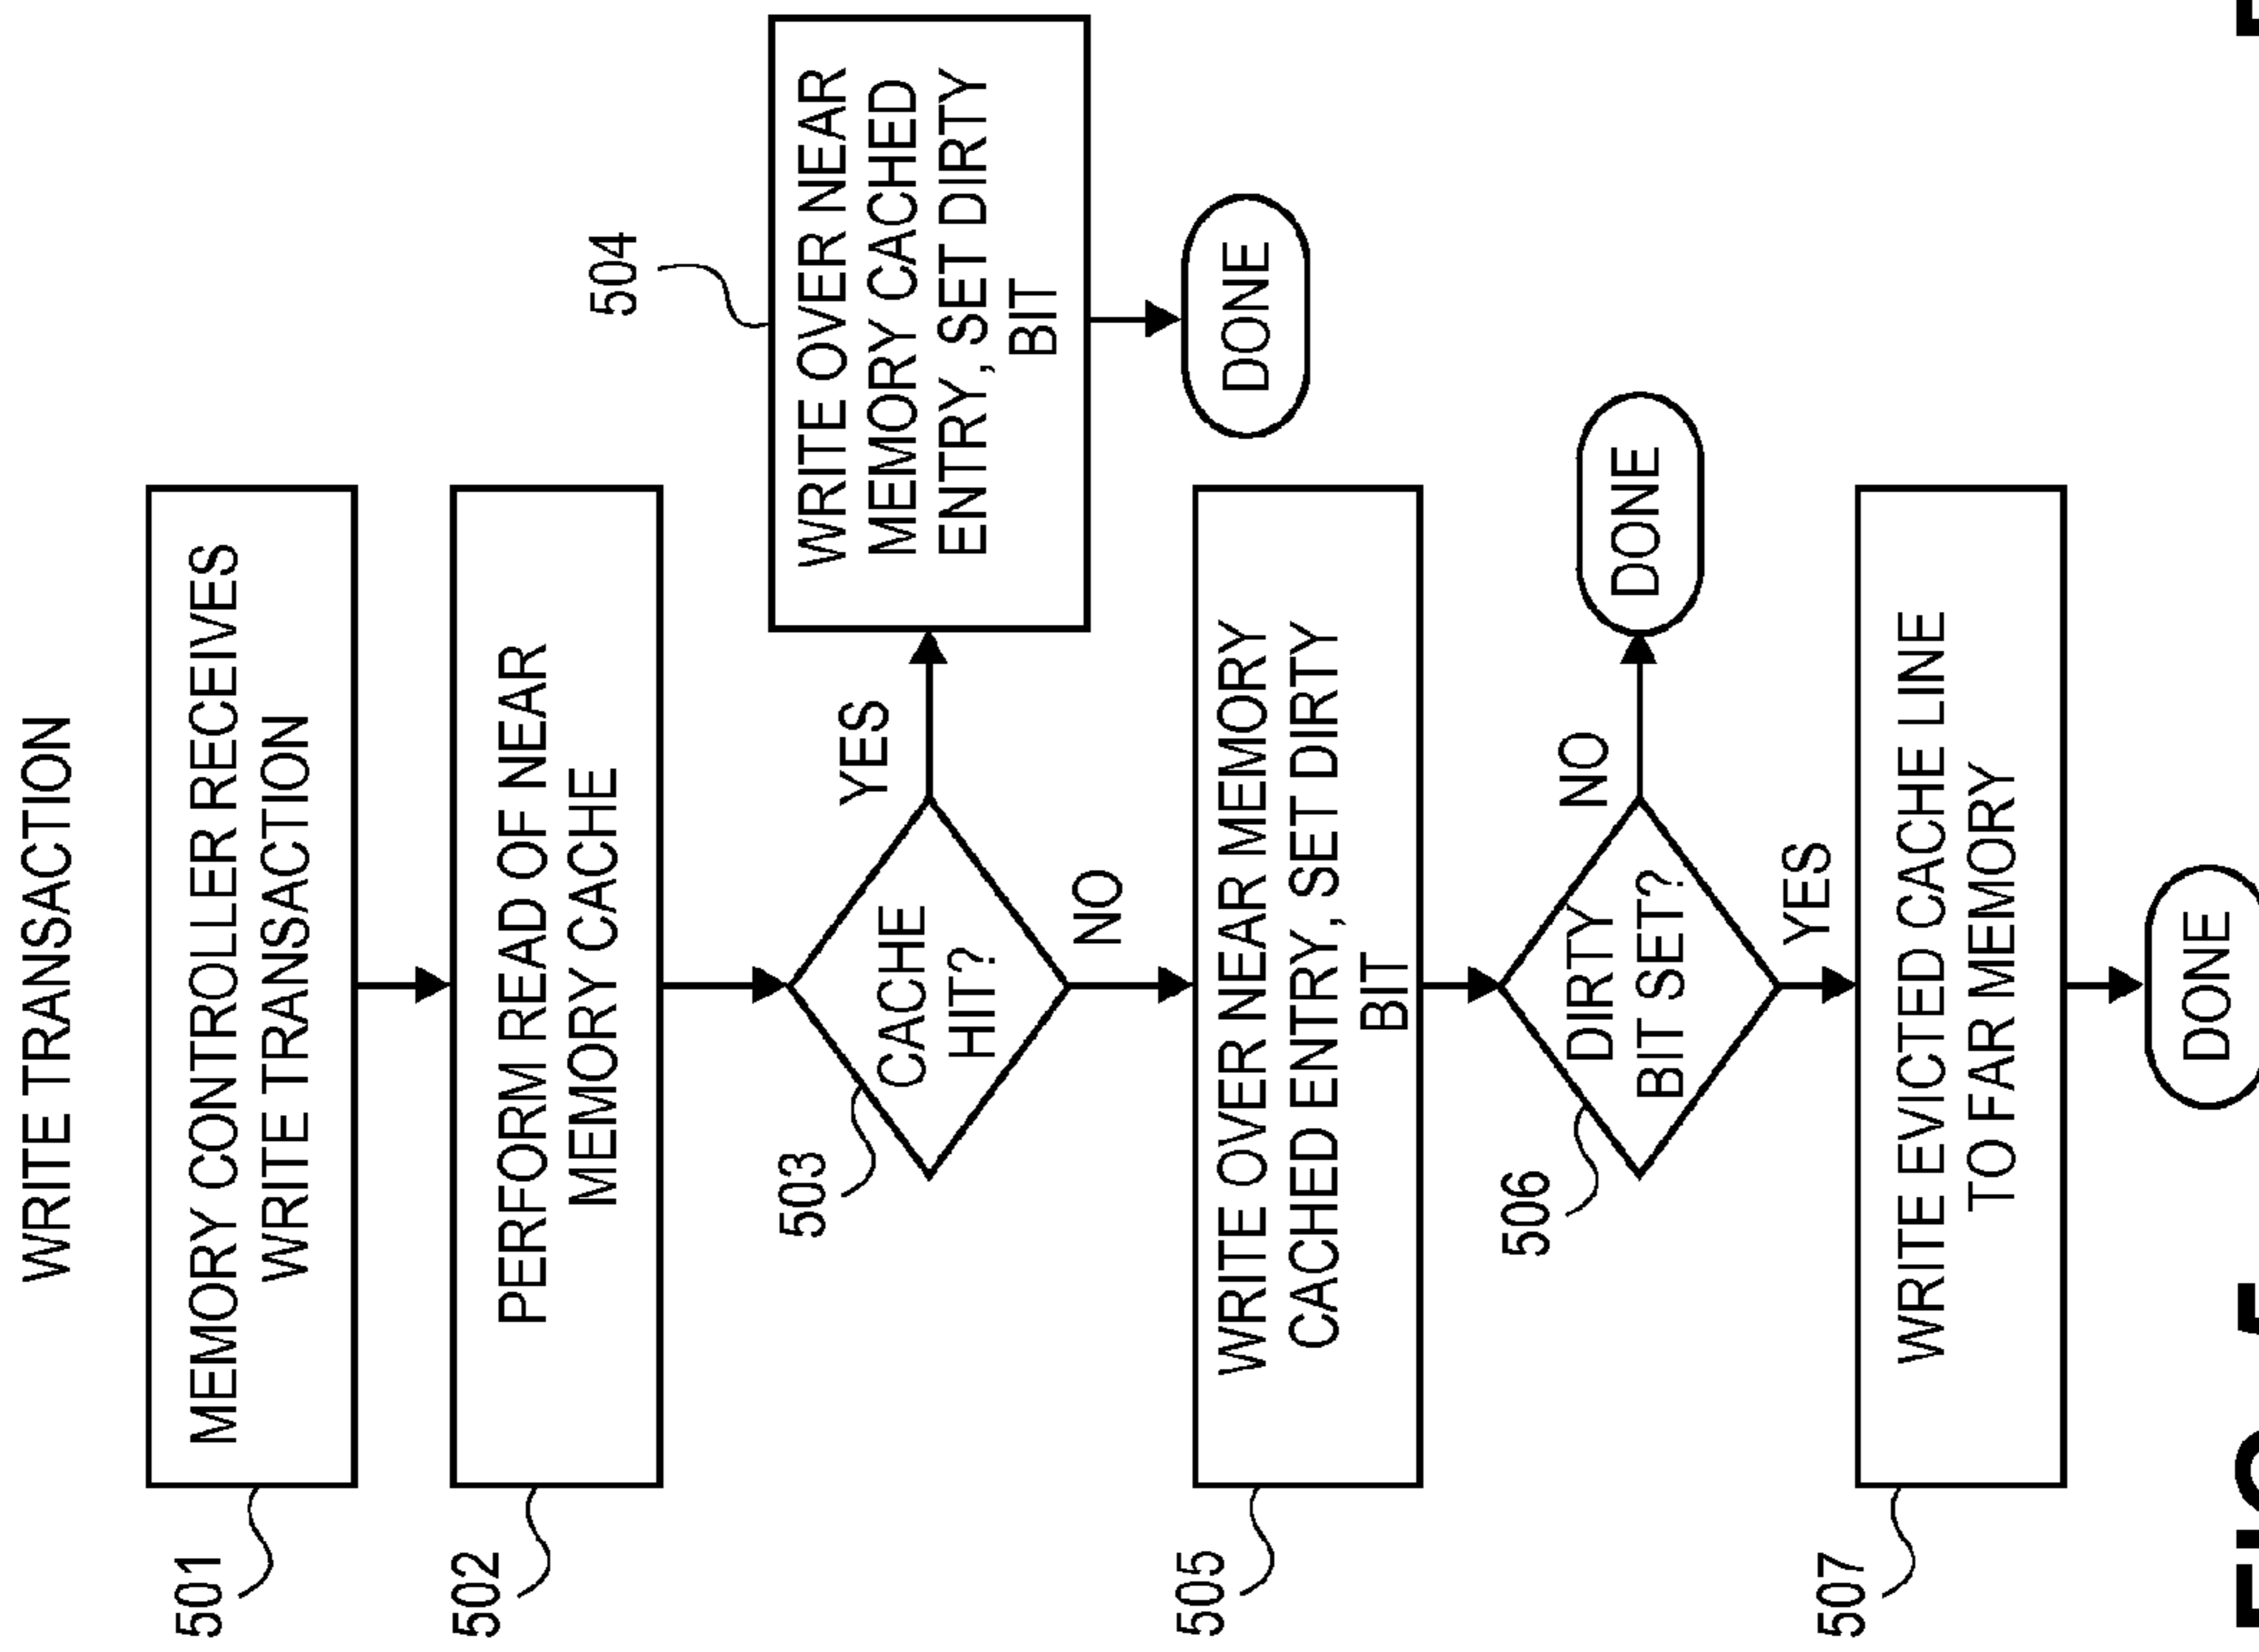 WRITE TRANSACTION
501
MEMORY CONTROLLER RECEIVES
WRITE TRANSACTION
502
PERFORM READ OF NEAR
MEMORY CACHE
503
CACHE
HIT?
YES
504
WRITE OVER NEAR
MEMORY CACHED
ENTRY, SET DIRTY
BIT
DONE
NO
505
WRITE OVER NEAR MEMORY
CACHED ENTRY, SET DIRTY
BIT
506
DIRTY
BIT SET?
NO
DONE
YES
507
WRITE EVICTED CACHE LINE
TO FAR MEMORY
DONE